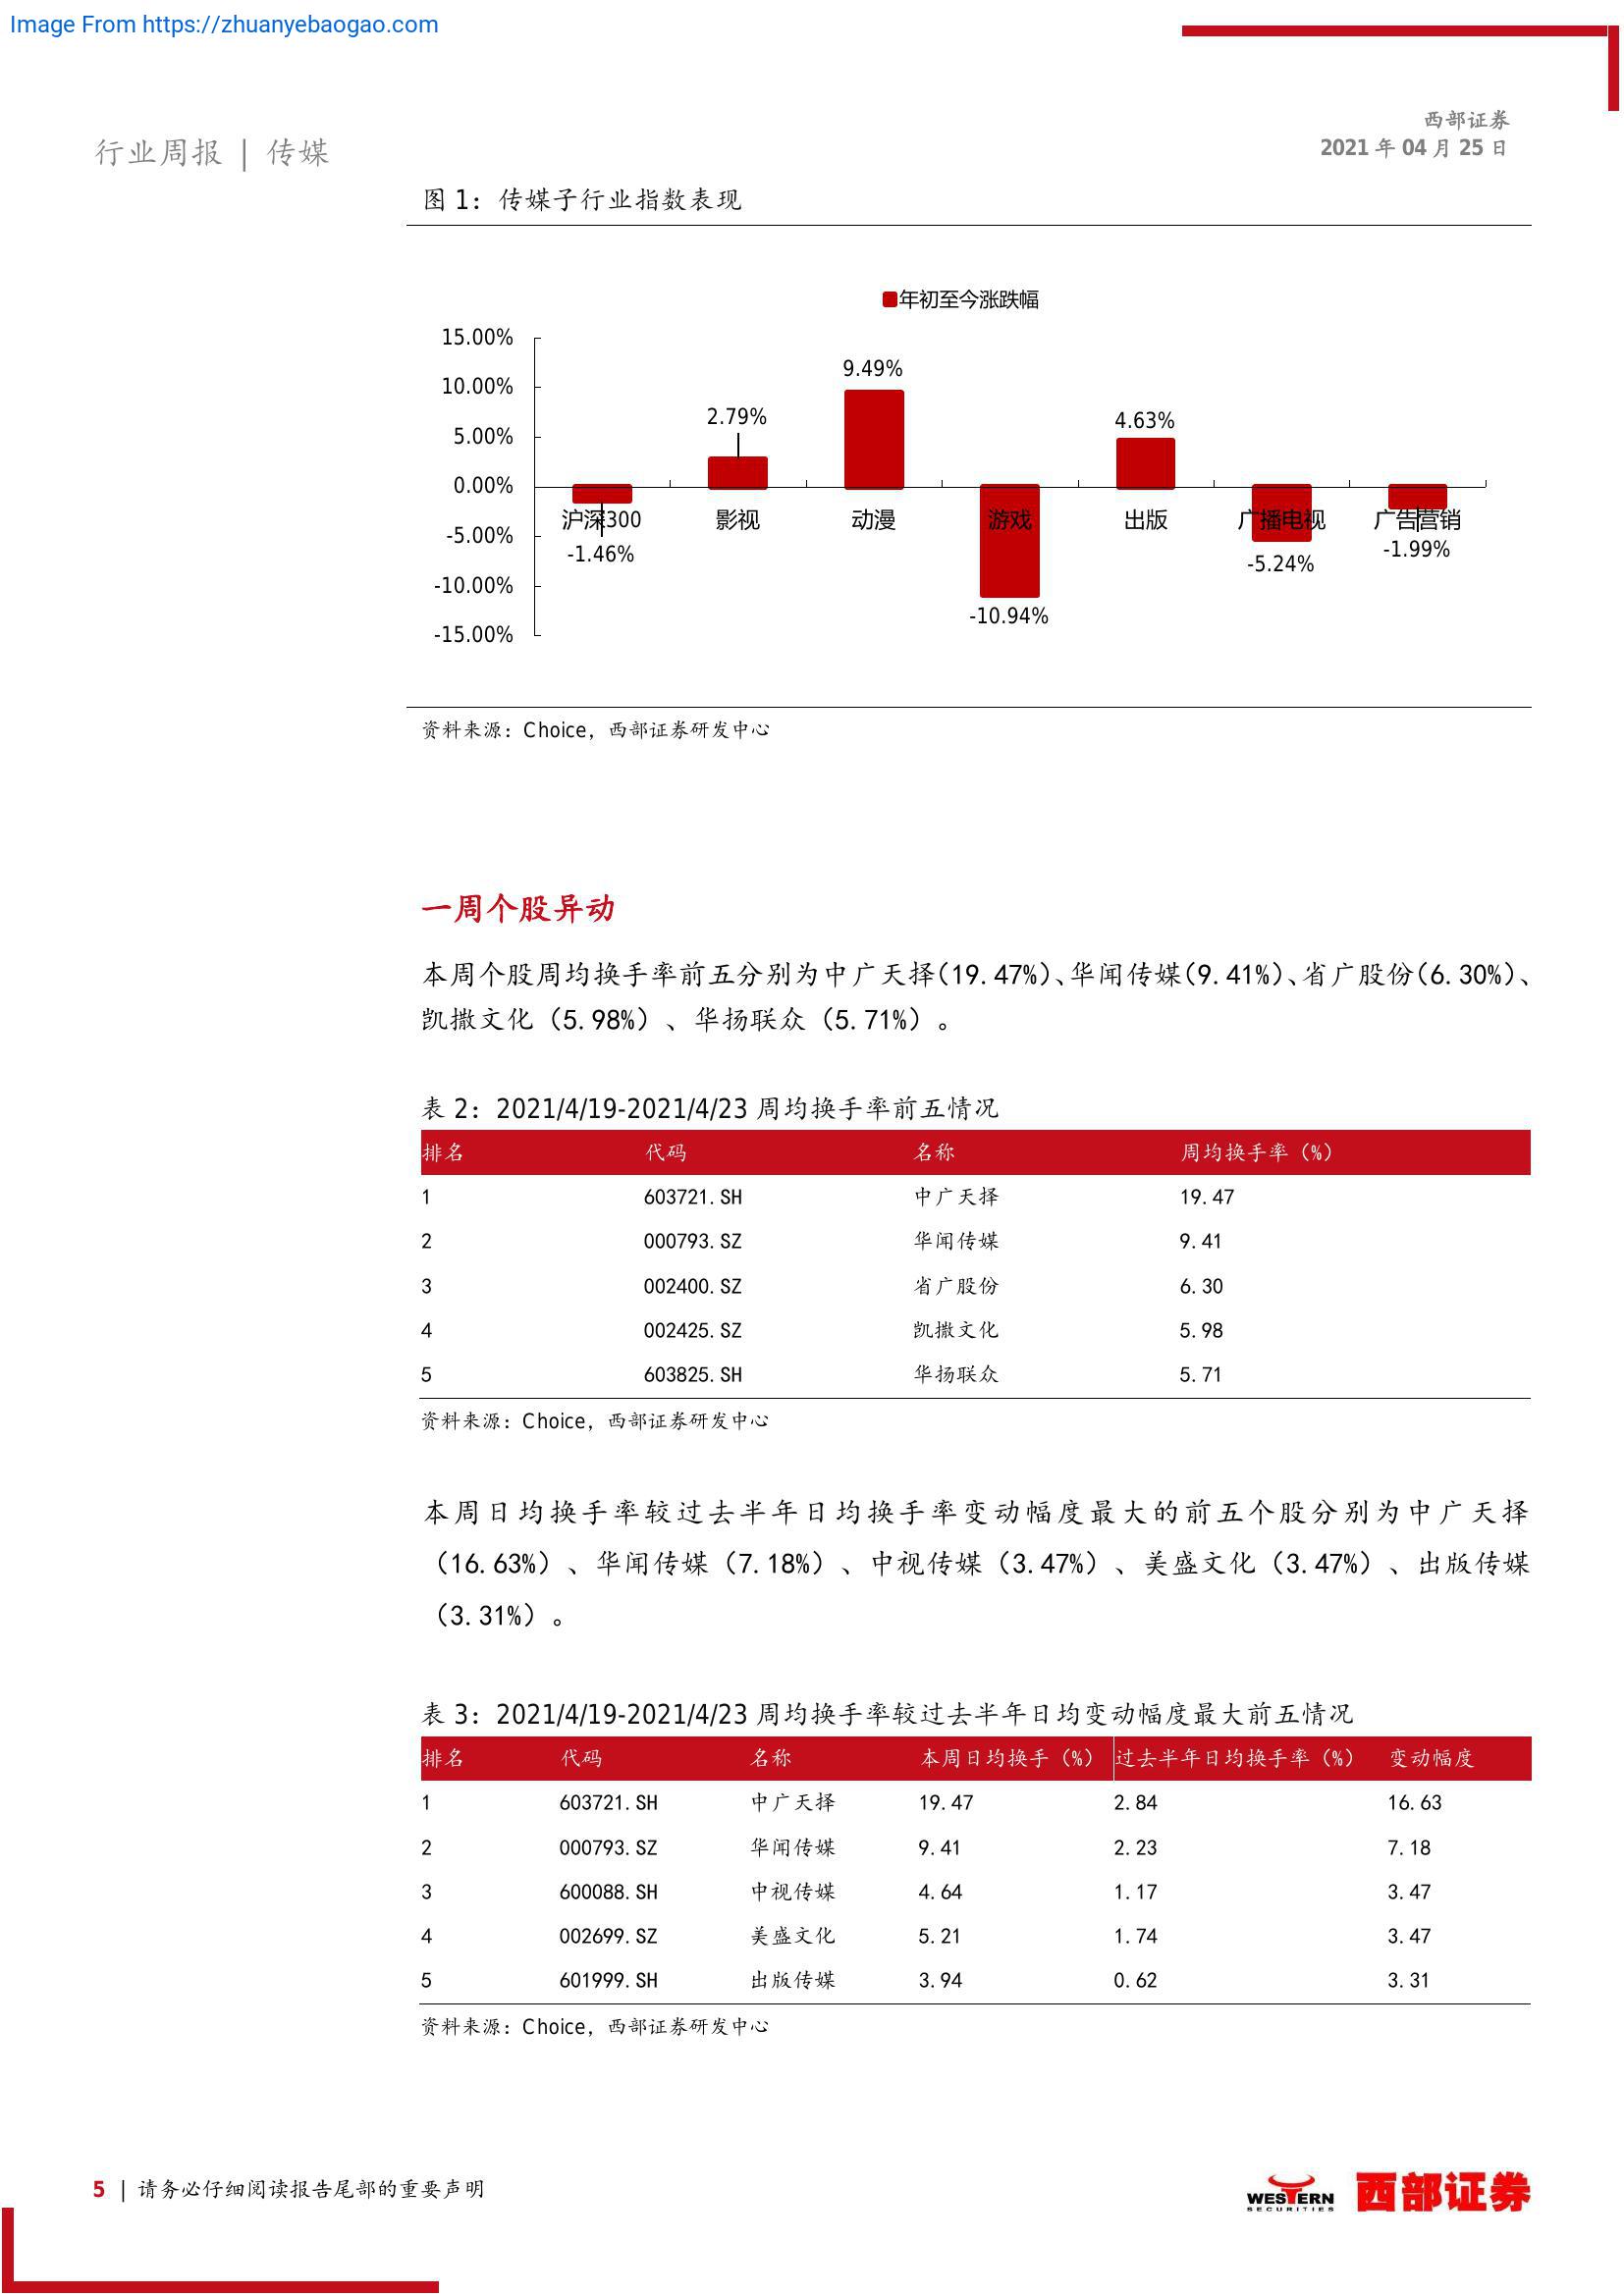 Image From https://zhuanyebaogao.com
西部证券
2021 年 04 月 25 日
行业周报 | 传媒
图 1：传媒子行业指数表现
年初至今涨跌幅
15.00%
10.00%
5.00%
0.00%
-5.00%
-10.00%
-15.00%
9.49%
2.79%
4.63%
沪深300 影视 动漫 游戏 出版 广播电视 广告营销
-1.46%
-10.94%
-5.24%
-1.99%
资料来源：Choice，西部证券研发中心
一周个股异动
本周个股周均换手率前五分别为中广天择（19.47%）、华闻传媒（9.41%）、省广股份（6.30%）、
凯撒文化（5.98%）、华扬联众（5.71%）。
表 2：2021/4/19-2021/4/23 周均换手率前五情况
排名 代码 名称 周均换手率（%）
1 603721.SH 中广天择 19.47
2 000793.SZ 华闻传媒 9.41
3 002400.SZ 省广股份 6.30
4 002425.SZ 凯撒文化 5.98
5 603825.SH 华扬联众 5.71
资料来源：Choice，西部证券研发中心
本周日均换手率较过去半年日均换手率变动幅度最大的前五个股分别为中广天择
（16.63%）、华闻传媒（7.18%）、中视传媒（3.47%）、美盛文化（3.47%）、出版传媒
（3.31%）。
表 3：2021/4/19-2021/4/23 周均换手率较过去半年日均变动幅度最大前五情况
排名 代码 名称 本周日均换手（%） 过去半年日均换手率（%） 变动幅度
1 603721.SH 中广天择 19.47 2.84 16.63
2 000793.SZ 华闻传媒 9.41 2.23 7.18
3 600088.SH 中视传媒 4.64 1.17 3.47
4 002699.SZ 美盛文化 5.21 1.74 3.47
5 601999.SH 出版传媒 3.94 0.62 3.31
资料来源：Choice，西部证券研发中心
5 | 请务必仔细阅读报告尾部的重要声明
WESTERN
SECURITIES
西部证券